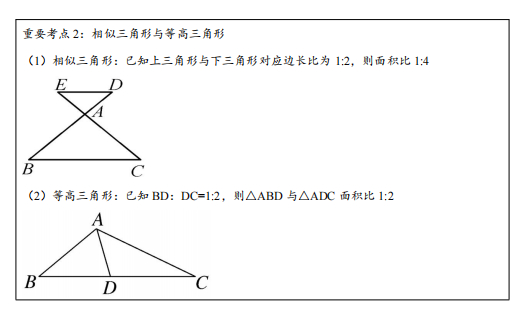 重要考点2：相似三角形与等高三角形
（1）相似三角形：已知上三角形与下三角形对应边长比为1:2，则面积比1:4
E D
A
B C
（2）等高三角形：已知BD：DC=1:2，则△ABD与△ADC面积比1:2
A
B D C